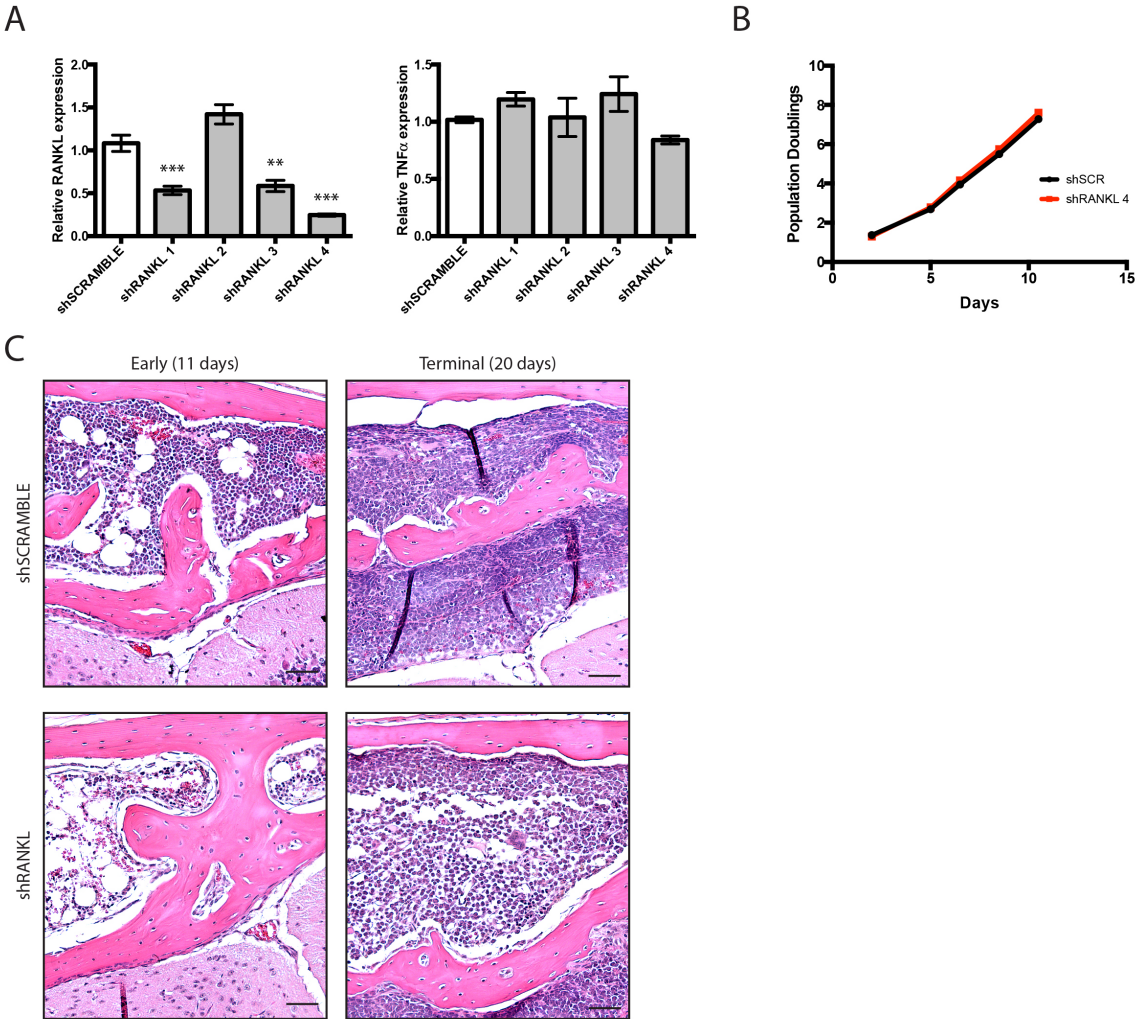 A
B
Relative RANKL expression
2.0
1.5
1.0
0.5
0.0
***
**
***
shSCRAMBLE
shRANKL 1
shRANKL 2
shRANKL 3
shRANKL 4
Relative TNFα expression
1.5
1.0
0.5
0.0
shSCRAMBLE
shRANKL 1
shRANKL 2
shRANKL 3
shRANKL 4
Population Doublings
10
8
6
4
2
0
0
5
10
15
Days
shSCR
shRANKL 4
C
Early (11 days)
Terminal (20 days)
shSCRAMBLE
shRANKL